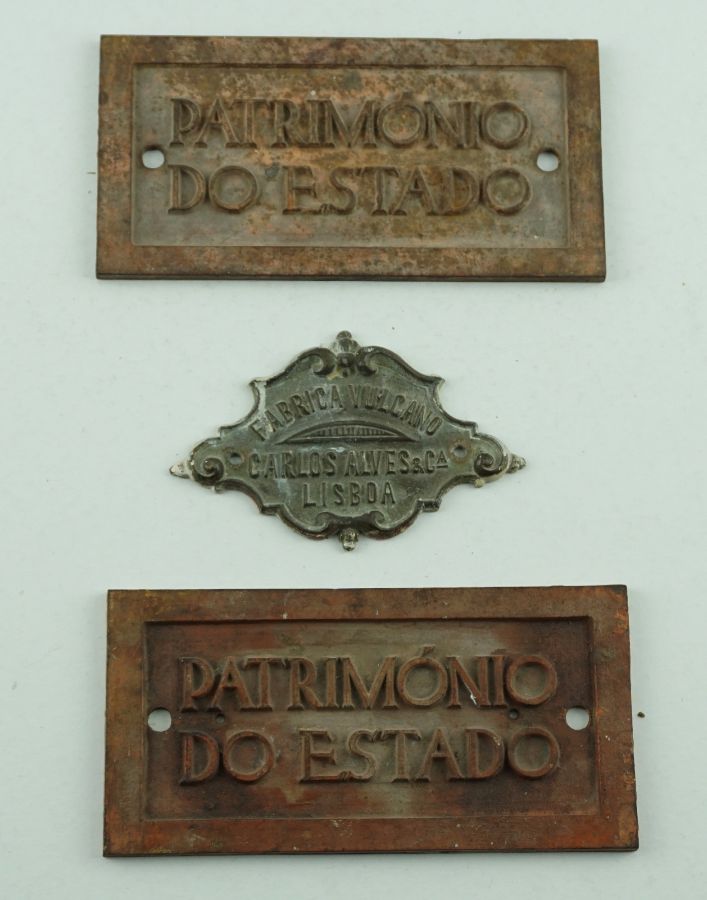 PATRIMÓNIO
DO ESTADO
FABRICA VULCANO
CARLOS ALVES & CA
LISBOA
PATRIMÓNIO
DO ESTADO